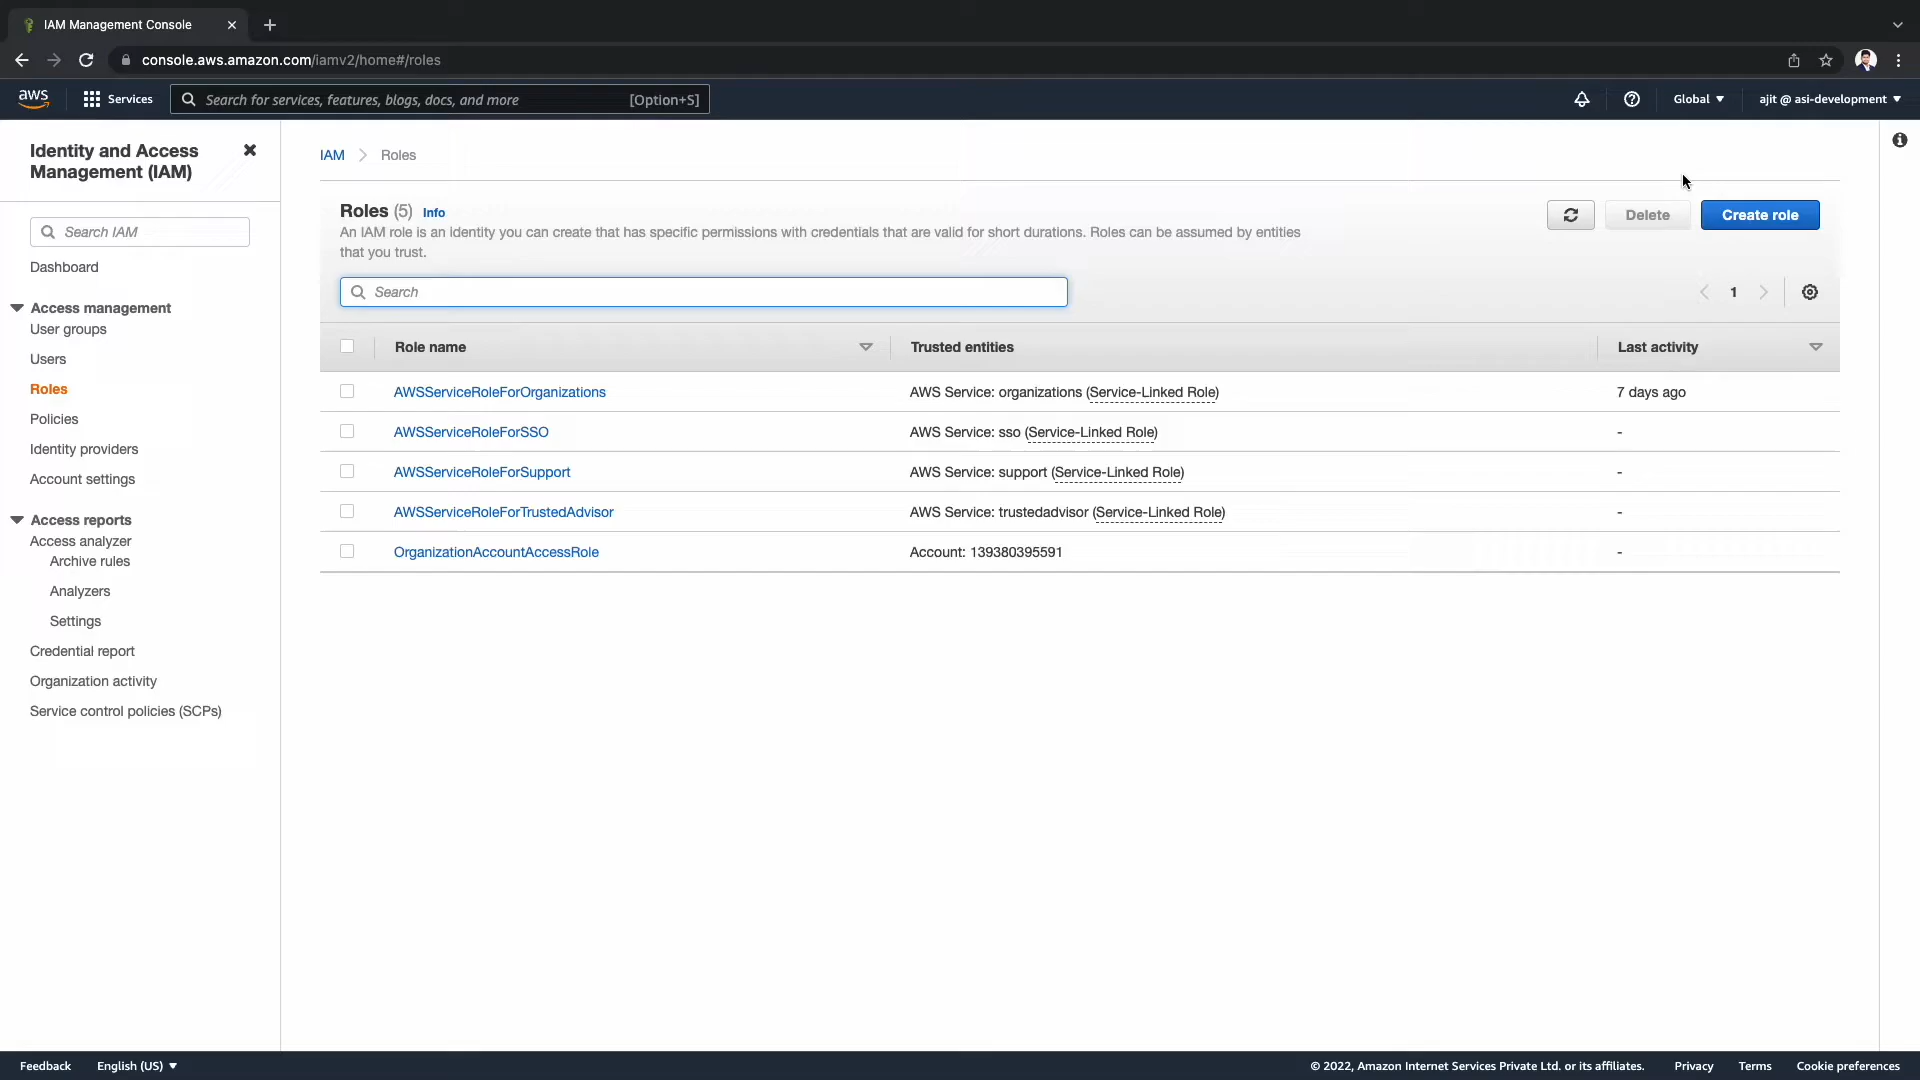 IAM Management Console
console.aws.amazon.com/iamv2/home#/roles
aws
Services
Search for services, features, blogs, docs, and more [Option+S]
Global
ajit @ asi-development
Identity and Access
Management (IAM)
Search IAM
Dashboard
Access management
User groups
Users
Roles
Policies
Identity providers
Account settings
Access reports
Access analyzer
Archive rules
Analyzers
Settings
Credential report
Organization activity
Service control policies (SCPs)
IAM Roles
Roles (5) Info
An IAM role is an identity you can create that has specific permissions with credentials that are valid for short durations. Roles can be assumed by entities
that you trust.
Delete
Create role
Search
1
Role name Trusted entities Last activity
AWSServiceRoleForOrganizations AWS Service: organizations (Service-Linked Role) 7 days ago
AWSServiceRoleForSSO AWS Service: sso (Service-Linked Role) -
AWSServiceRoleForSupport AWS Service: support (Service-Linked Role) -
AWSServiceRoleForTrustedAdvisor AWS Service: trustedadvisor (Service-Linked Role) -
OrganizationAccountAccessRole Account: 139380395591 -
Feedback English (US) © 2022, Amazon Internet Services Private Ltd. or its affiliates. Privacy Terms Cookie preferences